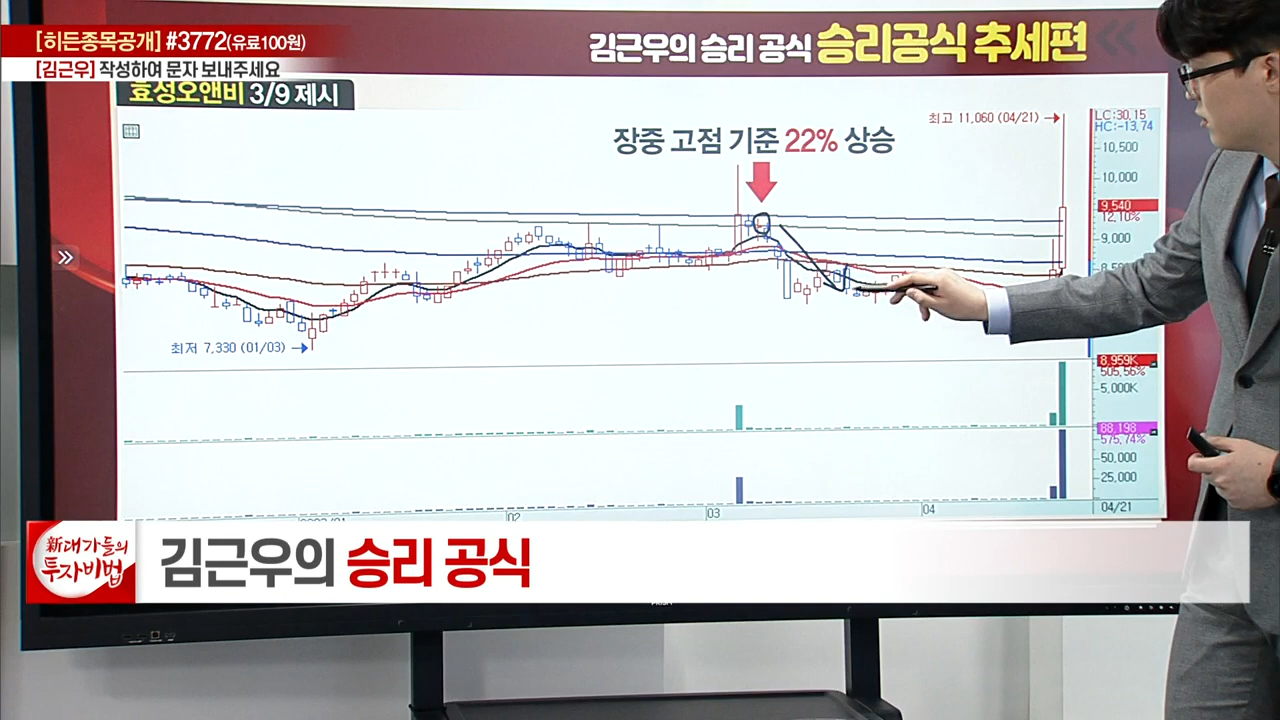 [히든종목공개] #3772(유료100원)
[김근우] 작성하여 문자 보내주세요
김근우의 승리 공식 승리공식 추세편
효성오앤비 3/9 제시
장중 고점 기준 22% 상승
최고 11,060 (04/21)
LC:30.15
HC:-13.74
10,500
10,000
9,540
12.10%
9,000
최저 7,330 (01/03)
8,959K
505.56%
5,000K
88,198
575.74%
50,000
25,000
02
03
04
04/21
新대가들의
투자비법
김근우의 승리 공식